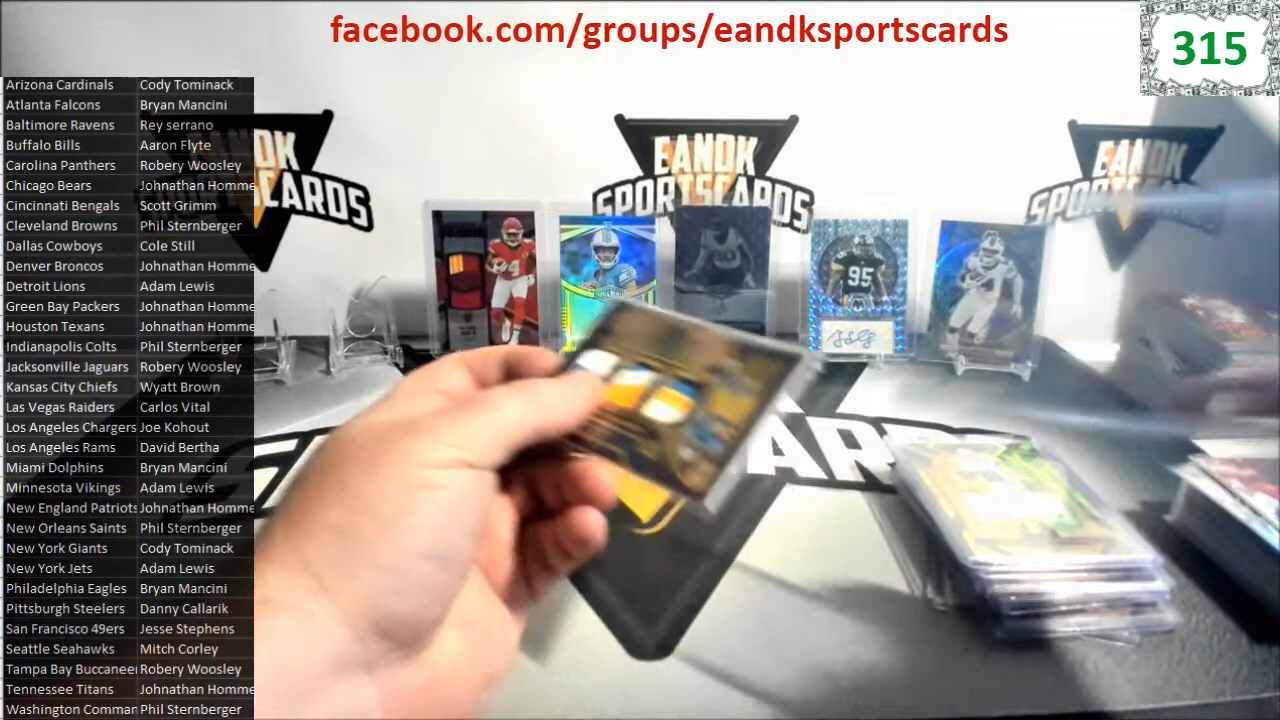 facebook.com/groups/eandksportscards
315
Arizona Cardinals Cody Tominack
Atlanta Falcons Bryan Mancini
Baltimore Ravens Rey serrano
Buffalo Bills Aaron Flyte
Carolina Panthers Robery Woosley
Chicago Bears Johnathan Homme
Cincinnati Bengals Scott Grimm
Cleveland Browns Phil Sternberger
Dallas Cowboys Cole Still
Denver Broncos Johnathan Homme
Detroit Lions Adam Lewis
Green Bay Packers Johnathan Homme
Houston Texans Johnathan Homme
Indianapolis Colts Phil Sternberger
Jacksonville Jaguars Robery Woosley
Kansas City Chiefs Wyatt Brown
Las Vegas Raiders Carlos Vital
Los Angeles Chargers Joe Kohout
Los Angeles Rams David Bertha
Miami Dolphins Bryan Mancini
Minnesota Vikings Adam Lewis
New England Patriots Johnathan Homme
New Orleans Saints Phil Sternberger
New York Giants Cody Tominack
New York Jets Adam Lewis
Philadelphia Eagles Bryan Mancini
Pittsburgh Steelers Danny Callarik
San Francisco 49ers Jesse Stephens
Seattle Seahawks Mitch Corley
Tampa Bay Buccaneer Robery Woosley
Tennessee Titans Johnathan Homme
Washington Comman Phil Sternberger
EANDK
SPORTSCARDS
EANDK
SPORTSCARDS
95